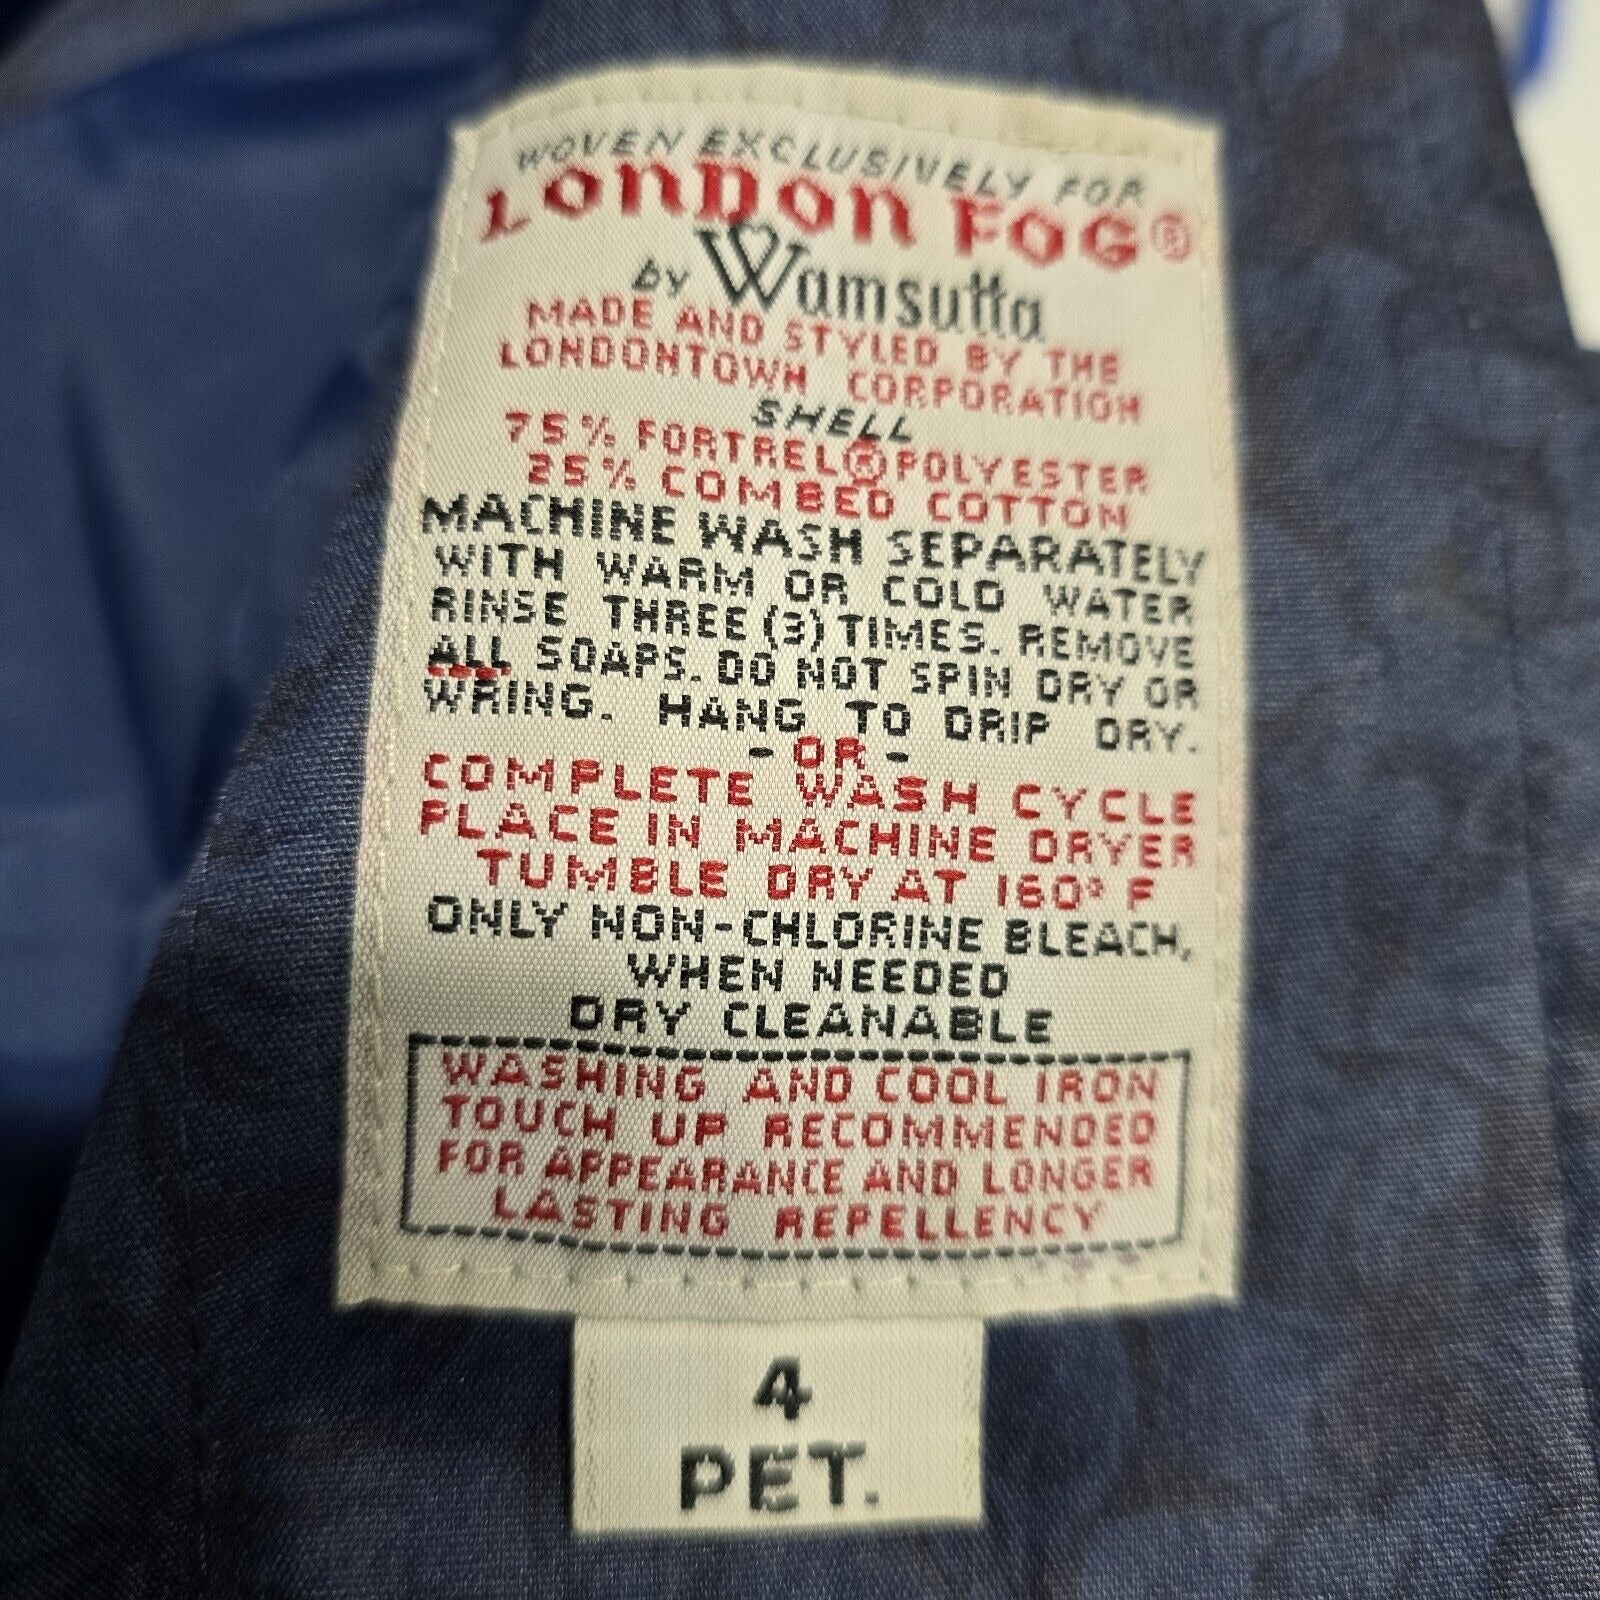 WOVEN EXCLUSIVELY FOR
LONDON FOG®
by Wamsutta
MADE AND STYLED BY THE
LONDONTOWN CORPORATION
SHELL
75% FORTREL® POLYESTER
25% COMBED COTTON
MACHINE WASH SEPARATELY
WITH WARM OR COLD WATER
RINSE THREE (3) TIMES. REMOVE
ALL SOAPS. DO NOT SPIN DRY OR
WRING. HANG TO DRIP DRY.
- OR -
COMPLETE WASH CYCLE
PLACE IN MACHINE DRYER
TUMBLE DRY AT 160° F
ONLY NON-CHLORINE BLEACH,
WHEN NEEDED
DRY CLEANABLE
WASHING AND COOL IRON
TOUCH UP RECOMMENDED
FOR APPEARANCE AND LONGER
LASTING REPELLENCY
4
PET.